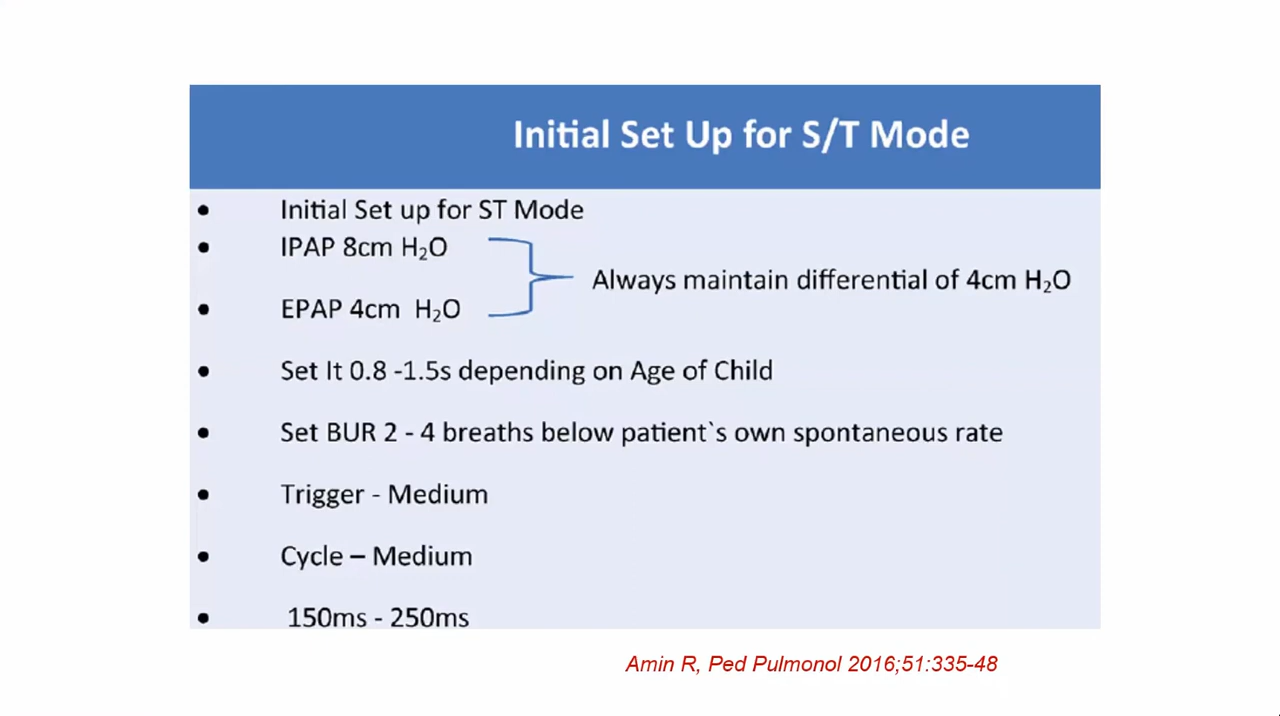 Initial Set Up for S/T Mode
• Initial Set up for ST Mode
• IPAP 8cm H₂O
Always maintain differential of 4cm H₂O
• EPAP 4cm H₂O
• Set It 0.8 -1.5s depending on Age of Child
• Set BUR 2 - 4 breaths below patient`s own spontaneous rate
• Trigger - Medium
• Cycle – Medium
• 150ms - 250ms
Amin R, Ped Pulmonol 2016;51:335-48